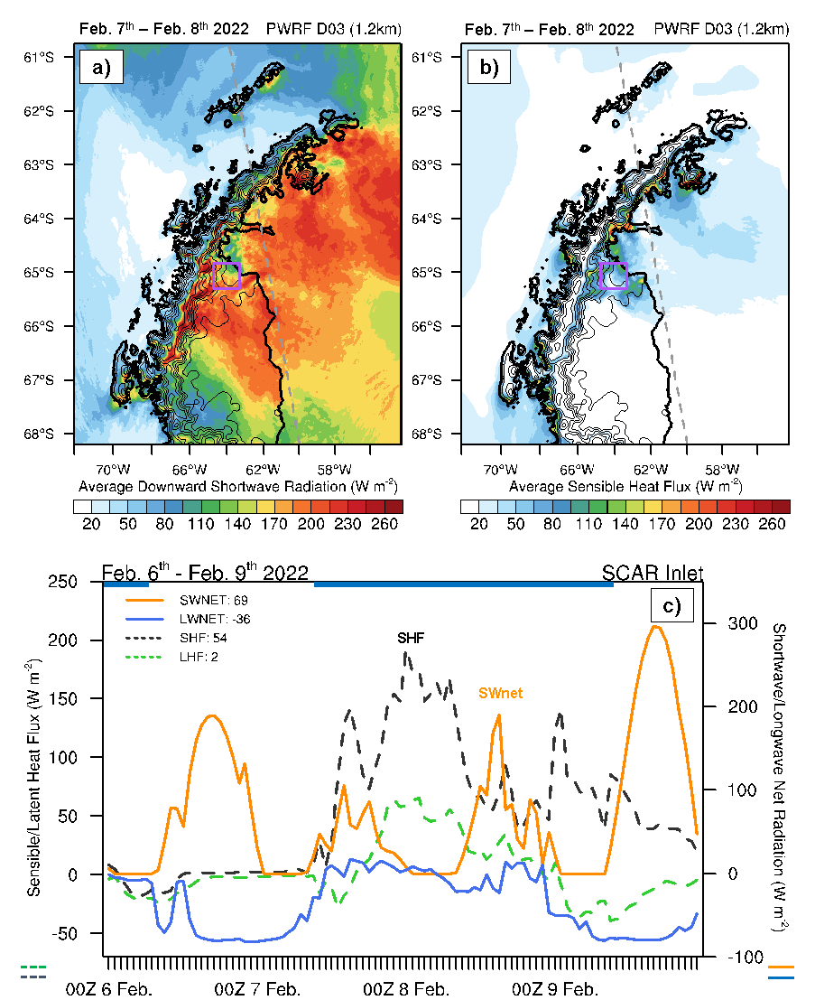 Feb. 7th – Feb. 8th 2022 PWRF D03 (1.2km)
a)
61°S
62°S
63°S
64°S
65°S
66°S
67°S
68°S
70°W 66°W 62°W 58°W
Average Downward Shortwave Radiation (W m-2)
20 50 80 110 140 170 200 230 260
Feb. 7th – Feb. 8th 2022 PWRF D03 (1.2km)
b)
61°S
62°S
63°S
64°S
65°S
66°S
67°S
68°S
70°W 66°W 62°W 58°W
Average Sensible Heat Flux (W m-2)
20 50 80 110 140 170 200 230 260
Feb. 6th - Feb. 9th 2022 SCAR Inlet
c)
SWNET: 69
LWNET: -36
SHF: 54
LHF: 2
SHF
SWnet
250
200
150
100
50
0
-50
Sensible/Latent Heat Flux (W m-2)
300
200
100
0
-100
Shortwave/Longwave Net Radiation (W m-2)
00Z 6 Feb. 00Z 7 Feb. 00Z 8 Feb. 00Z 9 Feb.